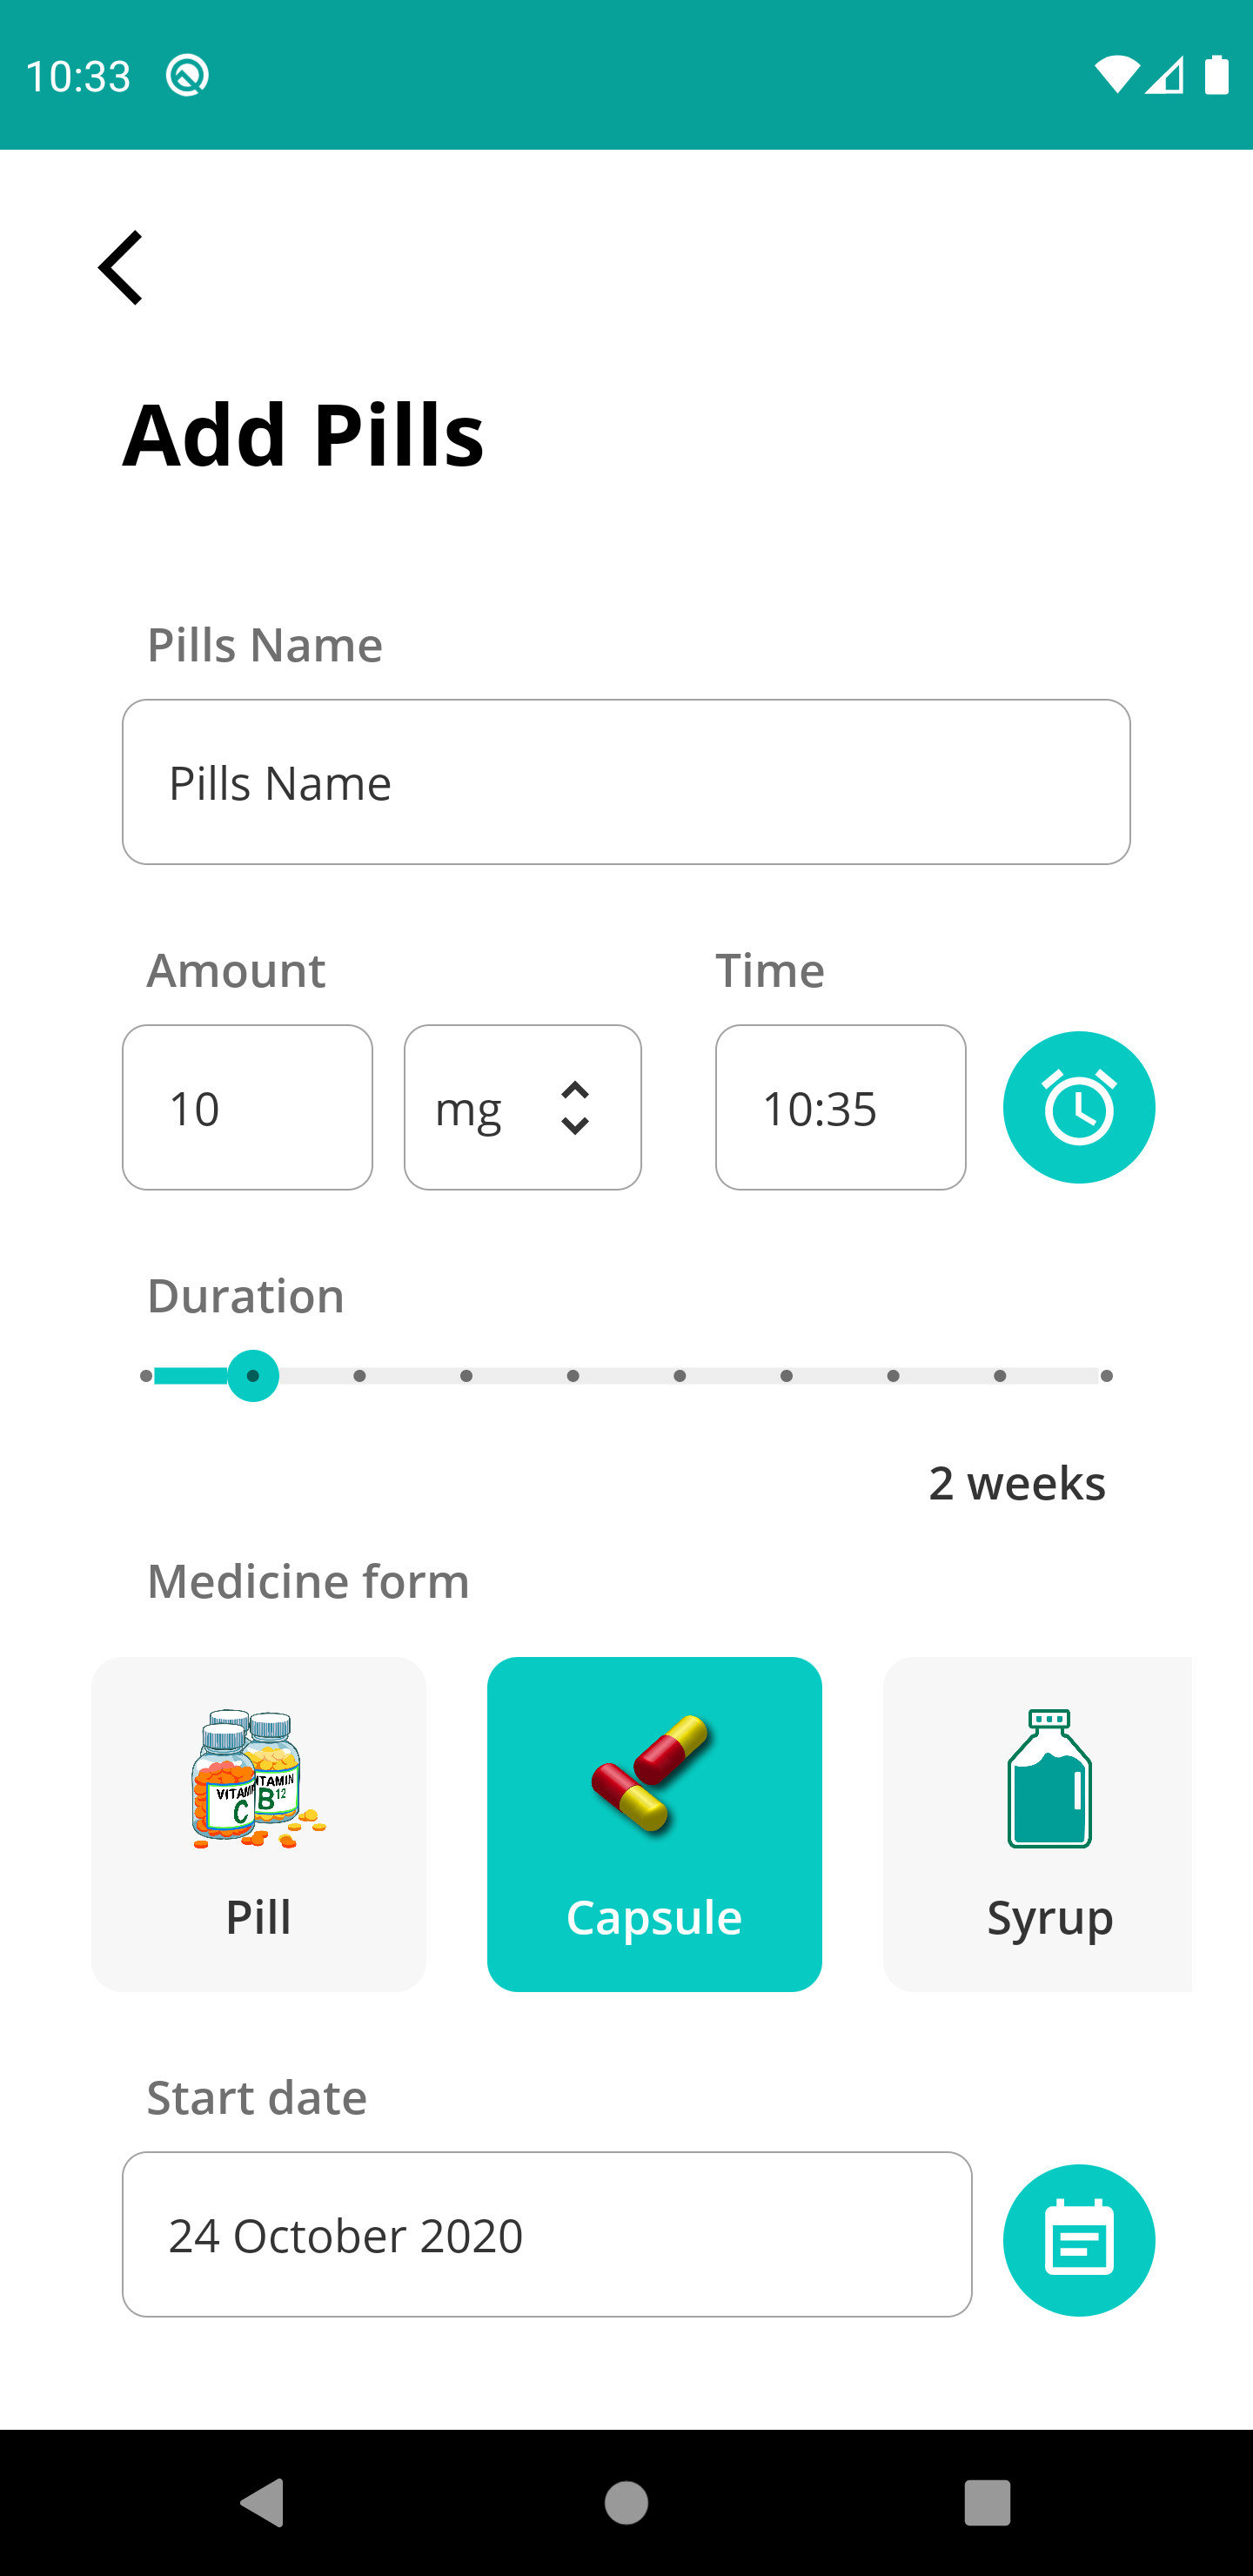 10:33
Add Pills
Pills Name
Pills Name
Amount Time
10 mg 10:35
Duration
2 weeks
Medicine form
VITAMIN
C
VITAMIN
B12
Pill Capsule Syrup
Start date
24 October 2020